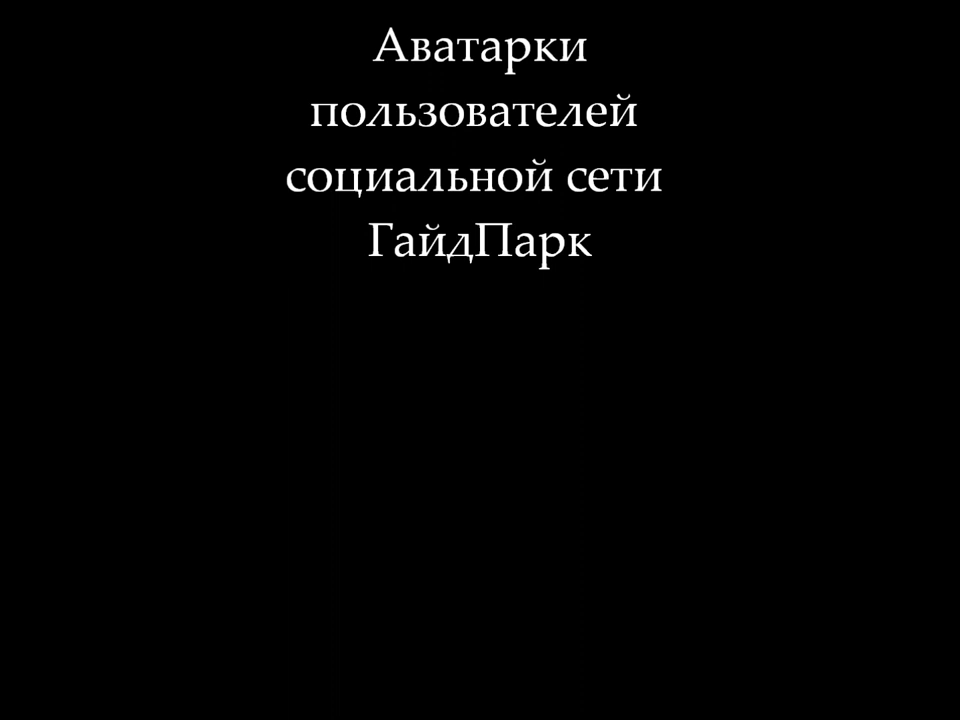 Аватарки
пользователей
социальной сети
ГайдПарк